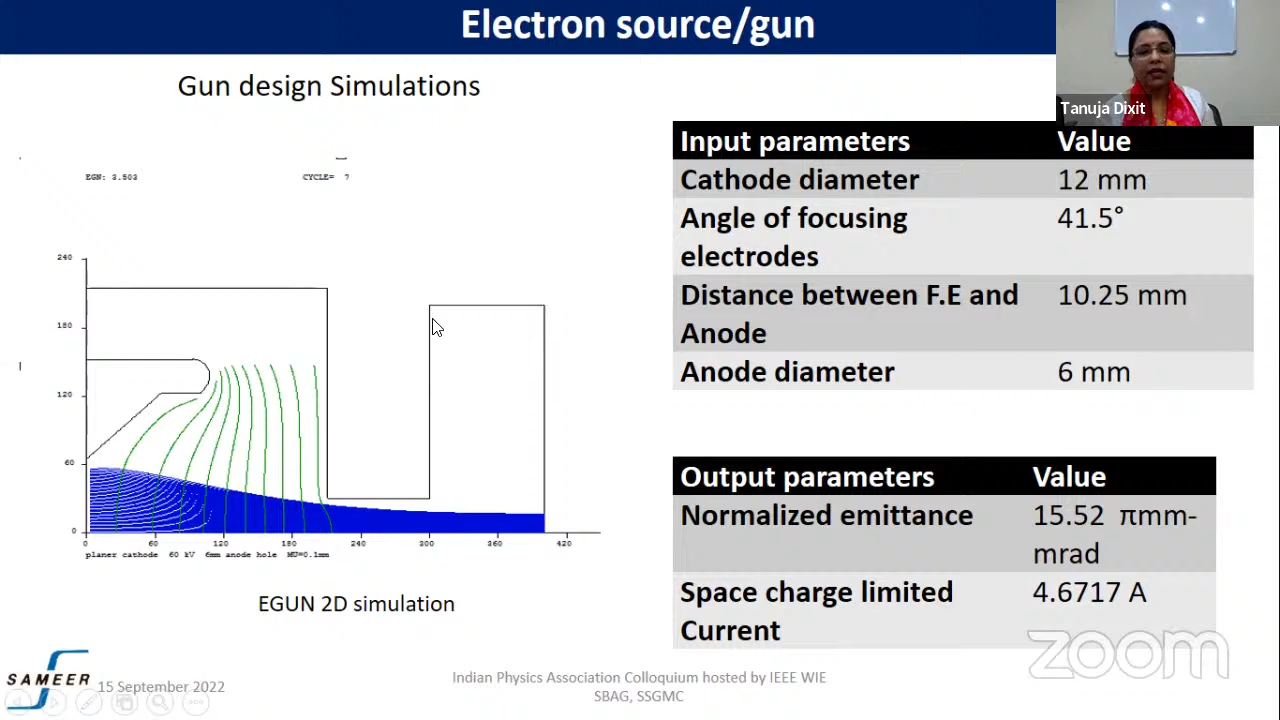 Electron source/gun
Gun design Simulations
Tanuja Dixit
EGN: 3.503
CYCLE= 7
240
180
120
60
0
0 60 120 180 240 300 360 420
planer cathode 60 kV 6mm anode hole MU=0.1mm
EGUN 2D simulation
Input parameters Value
Cathode diameter 12 mm
Angle of focusing 41.5°
electrodes
Distance between F.E and 10.25 mm
Anode
Anode diameter 6 mm
Output parameters Value
Normalized emittance 15.52 πmm-
mrad
Space charge limited 4.6717 A
Current
zoom
SAMEER
15 September 2022
Indian Physics Association Colloquium hosted by IEEE WIE
SBAG, SSGMC